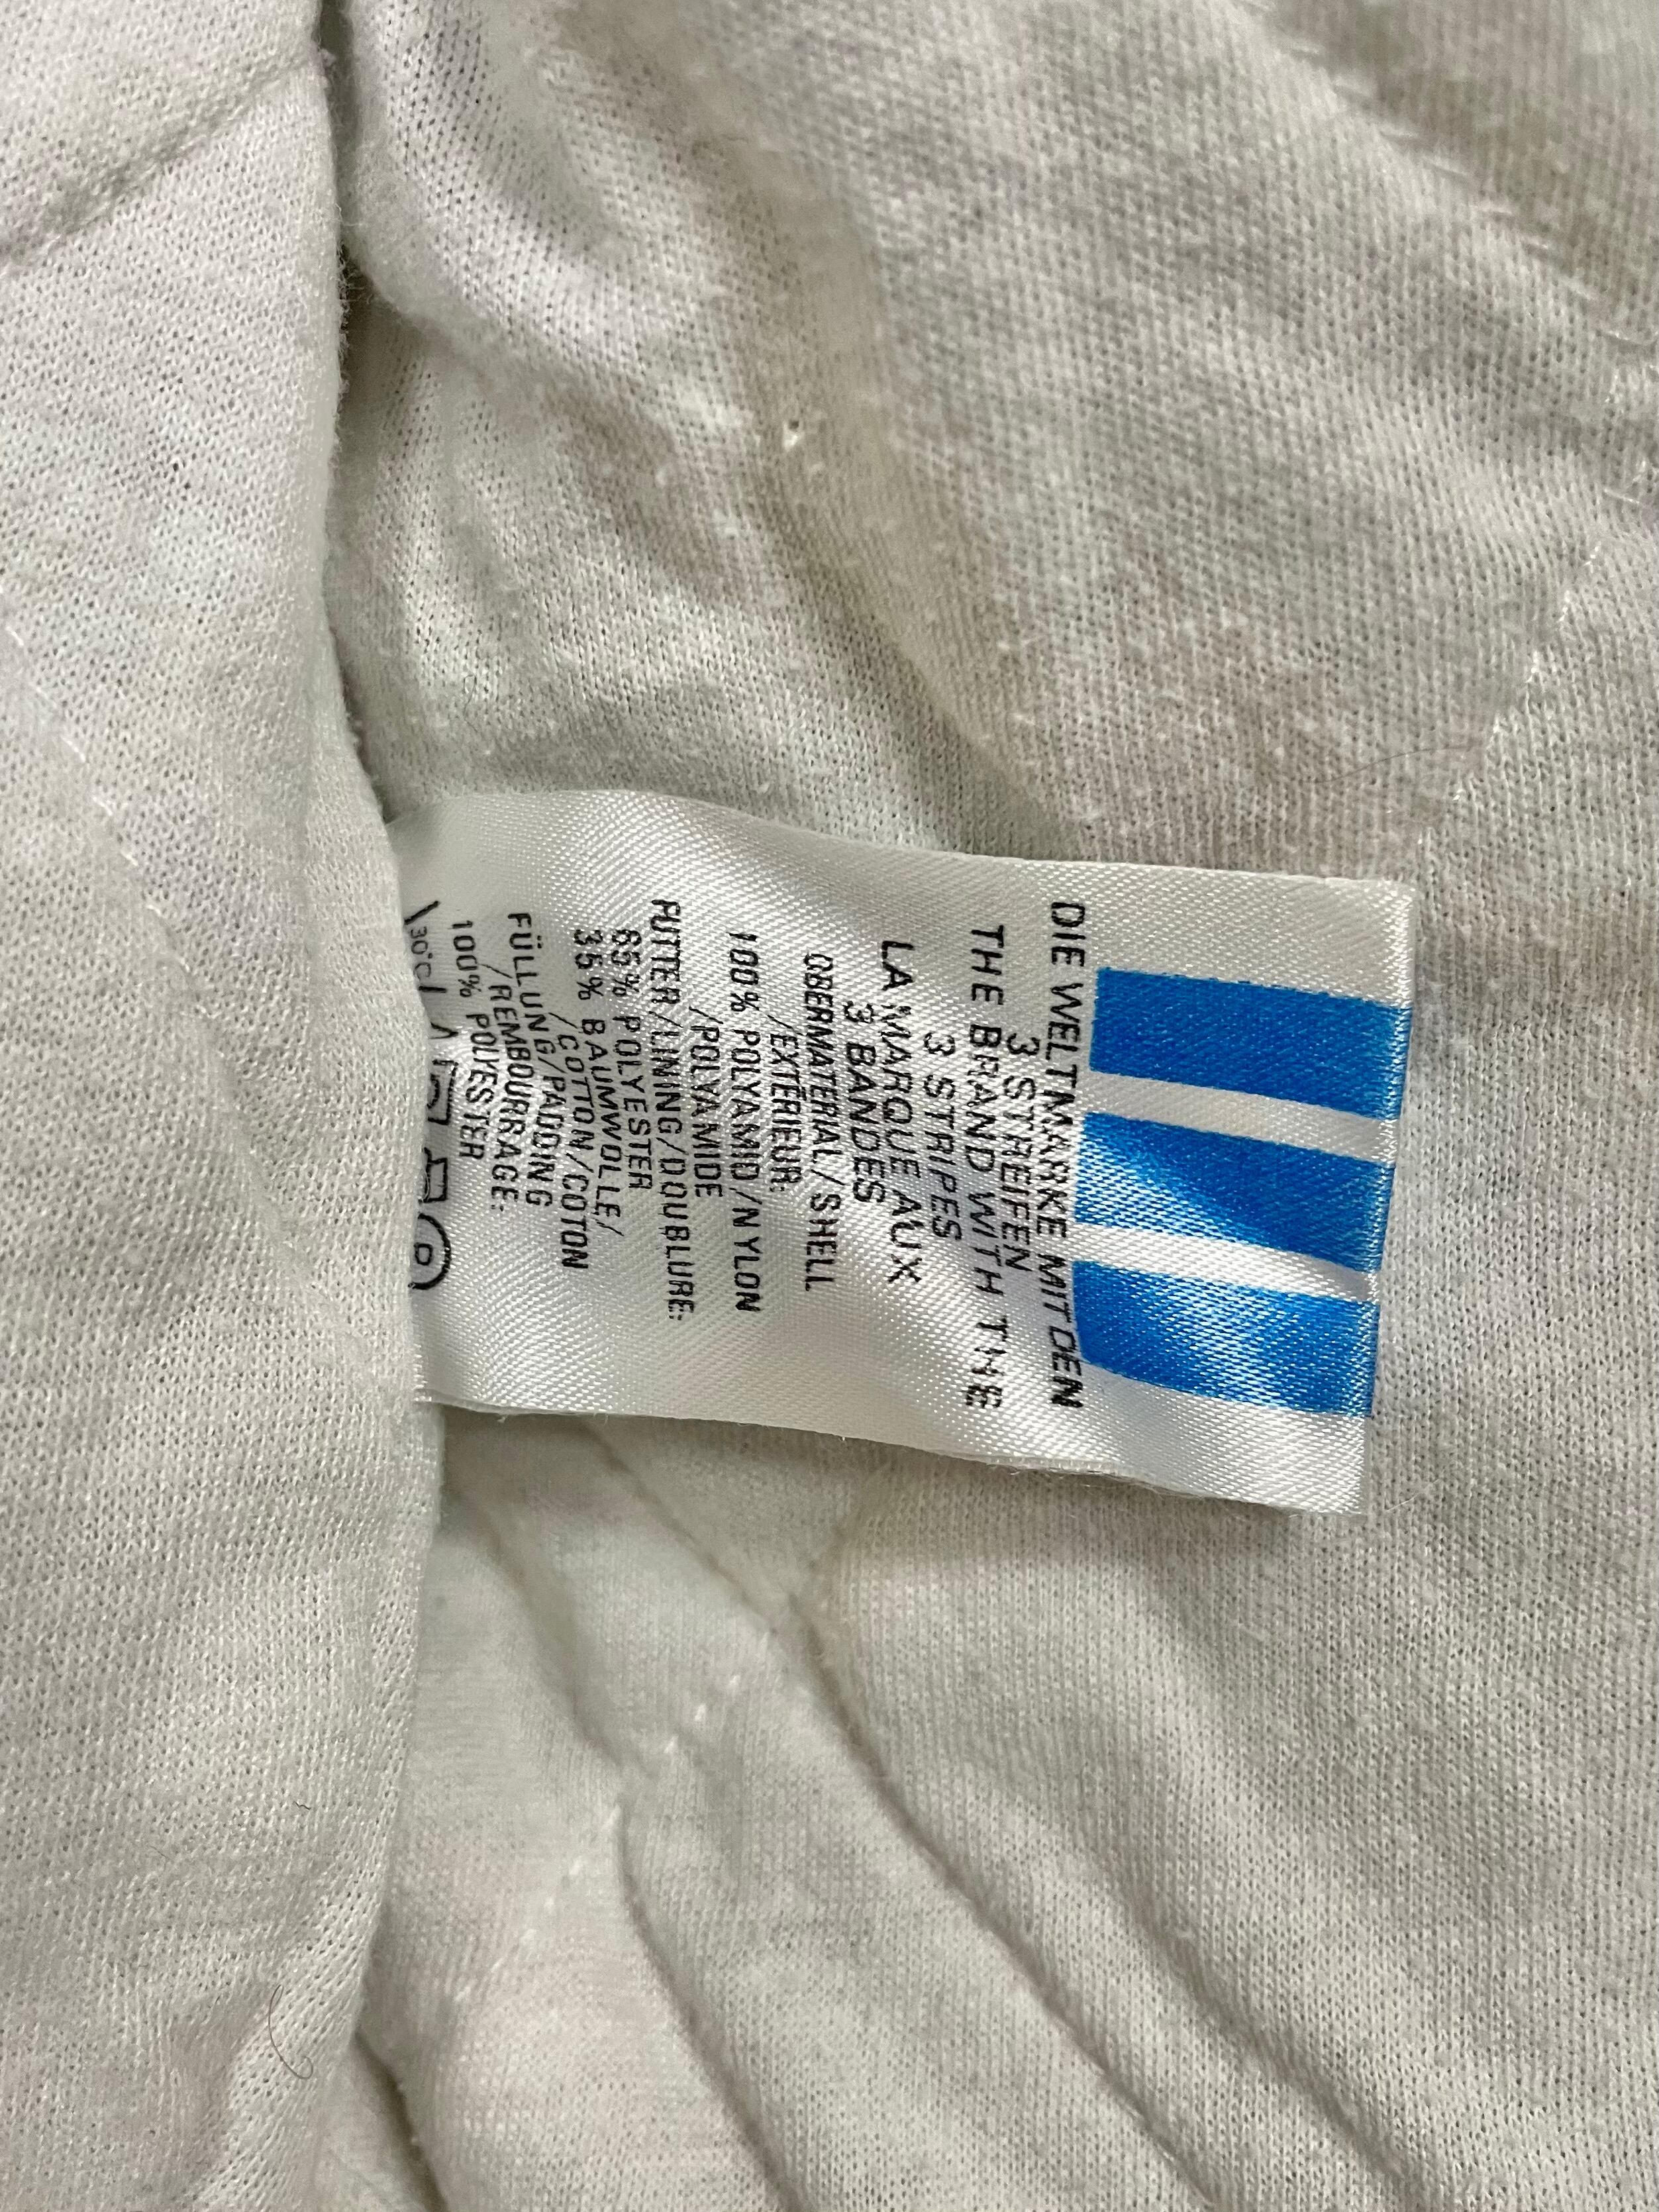 DIE WELTMARKE MIT DEN
3 STREIFEN
THE BRAND WITH THE
3 STRIPES
LA MARQUE AUX
3 BANDES
OBERMATERIAL/SHELL
/EXTÉRIEUR:
100% POLYAMID/NYLON
/POLYAMIDE
FUTTER/LINING/DOUBLURE:
65% POLYESTER
35% BAUMWOLLE/
/COTTON/COTON
FÜLLUNG/PADDING
/REMBOURRAGE:
100% POLYESTER
30°C
P